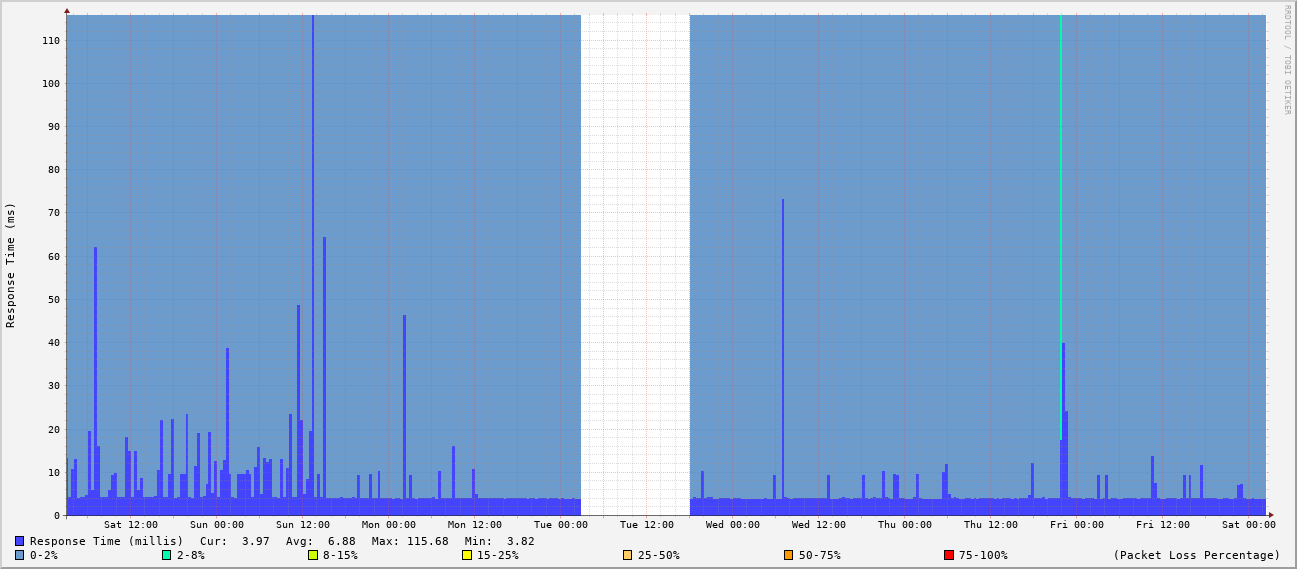 RRDTOOL / TOBI OETIKER
Response Time (ms)
110
100
90
80
70
60
50
40
30
20
10
0
Sat 12:00 Sun 00:00 Sun 12:00 Mon 00:00 Mon 12:00 Tue 00:00 Tue 12:00 Wed 00:00 Wed 12:00 Thu 00:00 Thu 12:00 Fri 00:00 Fri 12:00 Sat 00:00
Response Time (millis) Cur: 3.97 Avg: 6.88 Max: 115.68 Min: 3.82
0-2% 2-8% 8-15% 15-25% 25-50% 50-75% 75-100% (Packet Loss Percentage)